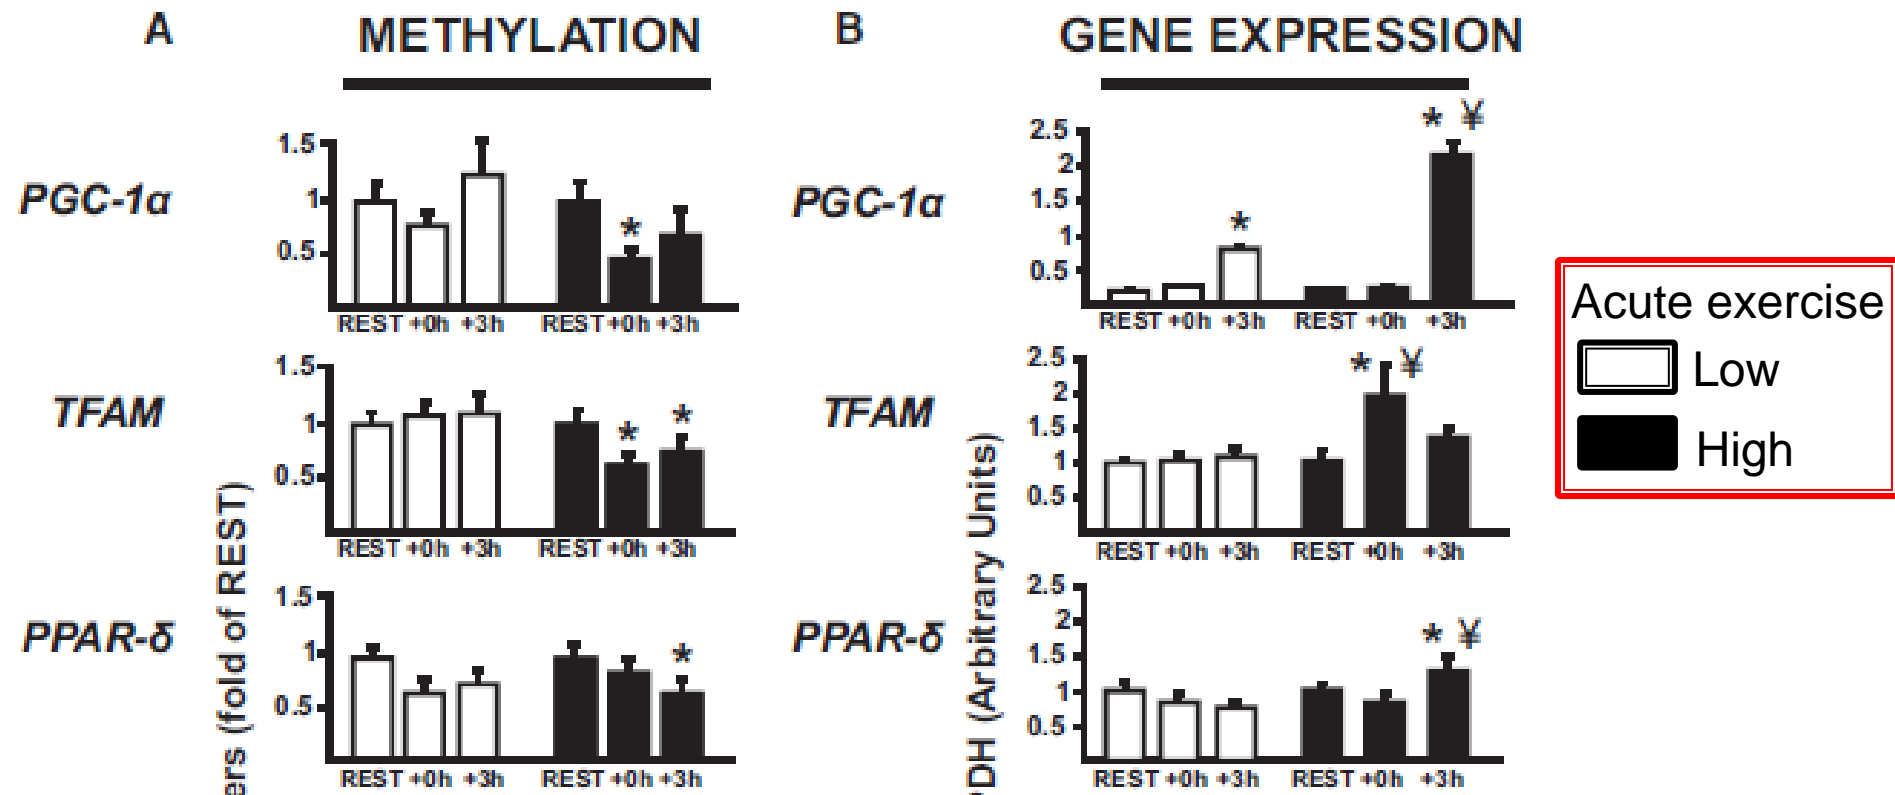 A METHYLATION B GENE EXPRESSION
PGC-1α
1.5
1
0.5
*
REST +0h +3h REST +0h +3h
PGC-1α
2.5
2
1.5
1
0.5
*
* ¥
REST +0h +3h REST +0h +3h
TFAM
1.5
1
0.5
* *
REST +0h +3h REST +0h +3h
TFAM
2.5
2
1.5
1
0.5
* ¥
REST +0h +3h REST +0h +3h
PPAR-δ
1.5
1
0.5
*
REST +0h +3h REST +0h +3h
PPAR-δ
2.5
2
1.5
1
0.5
* ¥
REST +0h +3h REST +0h +3h
ers (fold of REST)
PDH (Arbitrary Units)
Acute exercise
Low
High